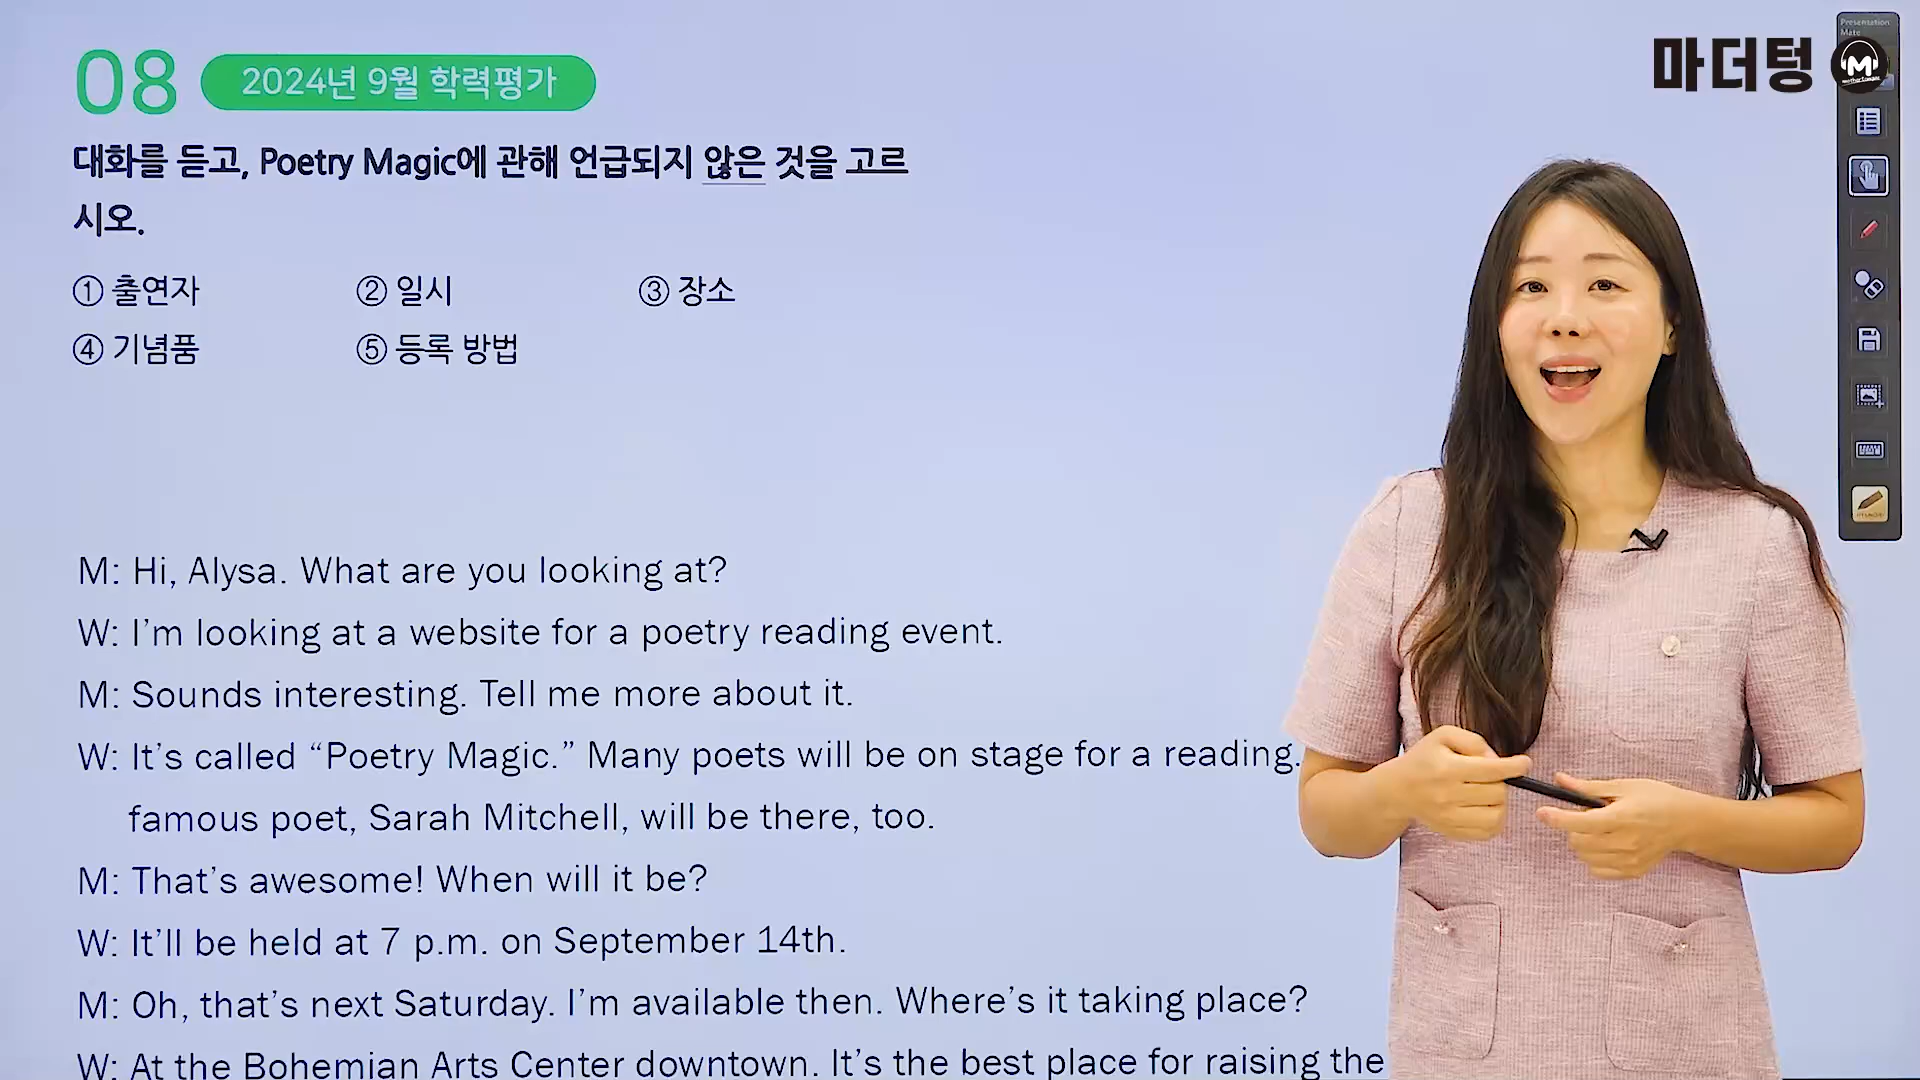 08 2024년 9월 학력평가
마더텅
Presentation
Mate
M
대화를 듣고, Poetry Magic에 관해 언급되지 않은 것을 고르
시오.
① 출연자 ② 일시 ③ 장소
④ 기념품 ⑤ 등록 방법
M: Hi, Alysa. What are you looking at?
W: I'm looking at a website for a poetry reading event.
M: Sounds interesting. Tell me more about it.
W: It's called “Poetry Magic.” Many poets will be on stage for a reading.
famous poet, Sarah Mitchell, will be there, too.
M: That's awesome! When will it be?
W: It'll be held at 7 p.m. on September 14th.
M: Oh, that's next Saturday. I'm available then. Where's it taking place?
W: At the Bohemian Arts Center downtown. It's the best place for raising the